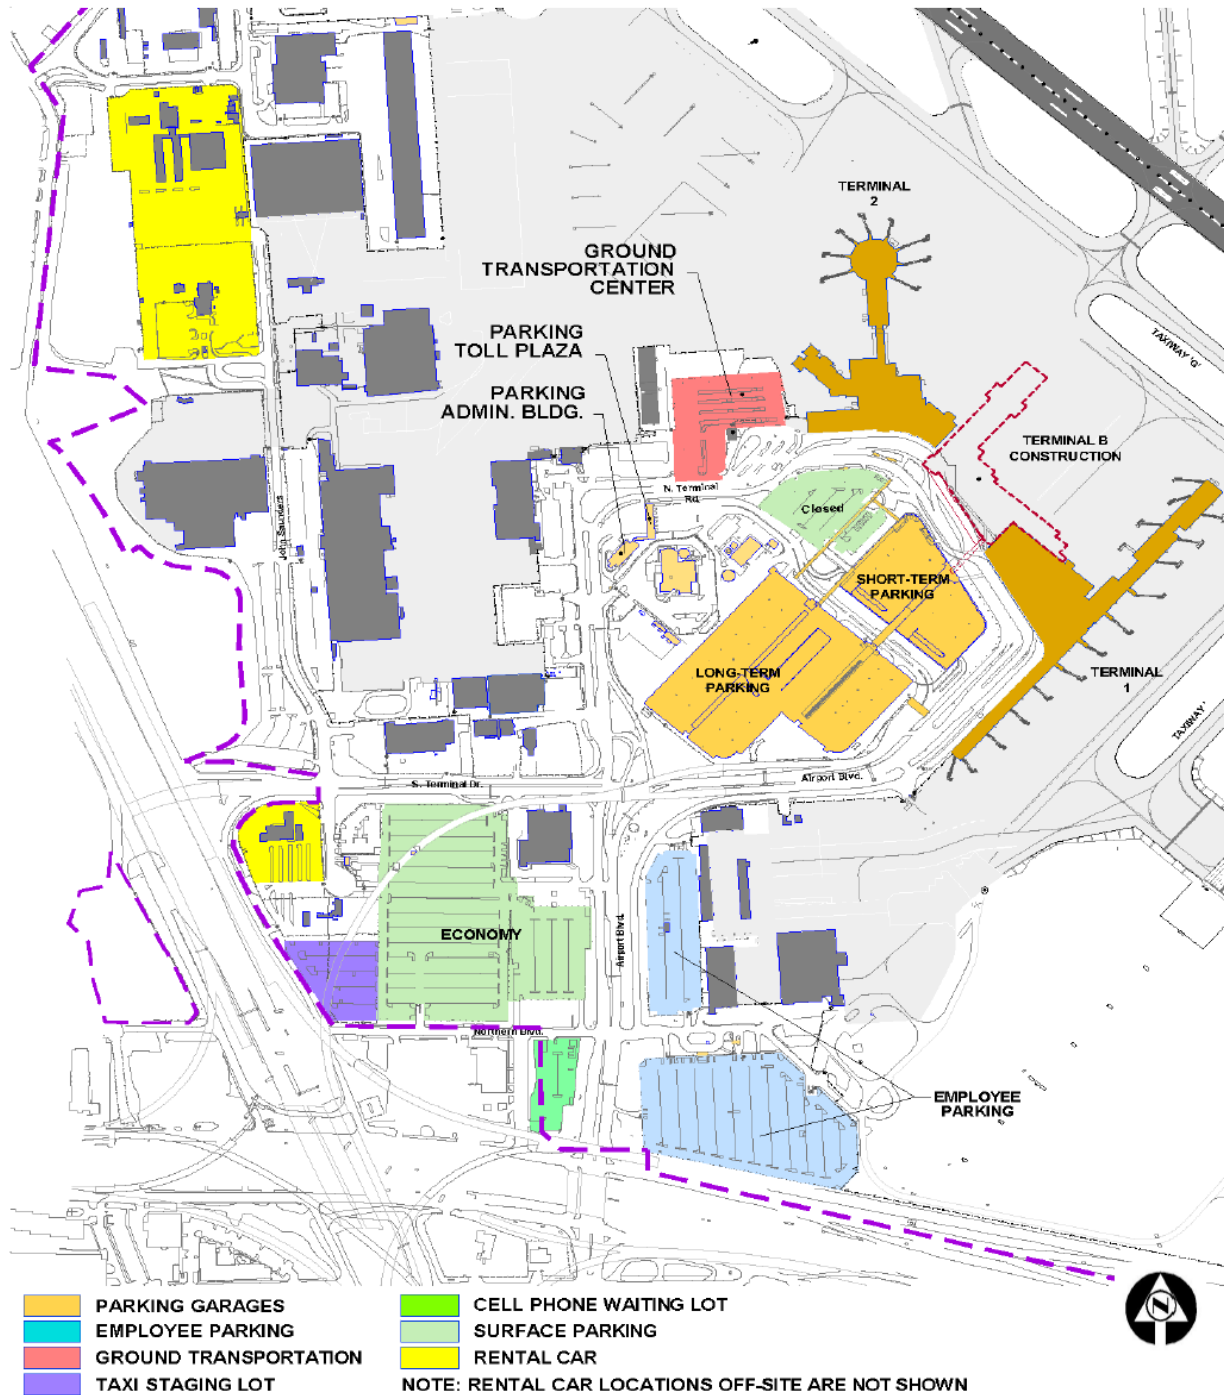 TERMINAL
2
GROUND
TRANSPORTATION
CENTER
PARKING
TOLL PLAZA
PARKING
ADMIN. BLDG.
TAXIWAY 'G'
TERMINAL B
CONSTRUCTION
N. Terminal
Rd.
Closed
John Saunders
SHORT-TERM
PARKING
LONG-TERM
PARKING
TERMINAL
1
TAXIWAY '
S. Terminal Dr.
Airport Blvd.
ECONOMY
Airport Blvd.
Northern Blvd.
EMPLOYEE
PARKING
N
PARKING GARAGES
EMPLOYEE PARKING
GROUND TRANSPORTATION
TAXI STAGING LOT
CELL PHONE WAITING LOT
SURFACE PARKING
RENTAL CAR
NOTE: RENTAL CAR LOCATIONS OFF-SITE ARE NOT SHOWN